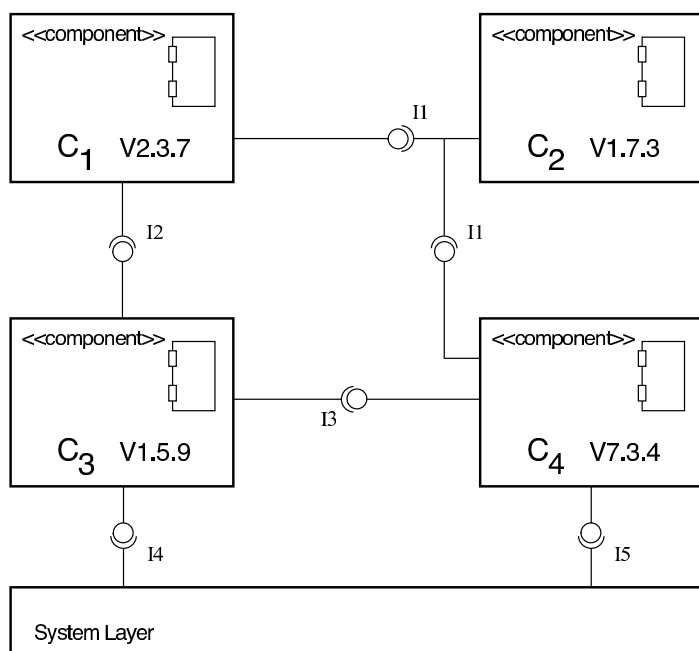 <<component>> <<component>>
I1
C1 V2.3.7 C2 V1.7.3
I2 I1
<<component>> <<component>>
I3
C3 V1.5.9 C4 V7.3.4
I4 I5
System Layer